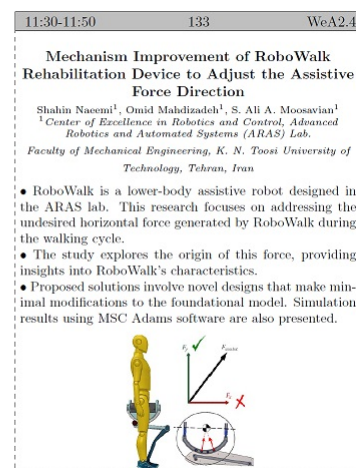 11:30-11:50 133 WeA2.4
Mechanism Improvement of RoboWalk
Rehabilitation Device to Adjust the Assistive
Force Direction
Shahin Naeemi¹, Omid Mahdizadeh¹, S. Ali A. Moosavian¹
¹ Center of Excellence in Robotics and Control, Advanced
Robotics and Automated Systems (ARAS) Lab.
Faculty of Mechanical Engineering, K. N. Toosi University of
Technology, Tehran, Iran
• RoboWalk is a lower-body assistive robot designed in
the ARAS lab. This research focuses on addressing the
undesired horizontal force generated by RoboWalk during
the walking cycle.
• The study explores the origin of this force, providing
insights into RoboWalk's characteristics.
• Proposed solutions involve novel designs that make min-
imal modifications to the foundational model. Simulation
results using MSC Adams software are also presented.